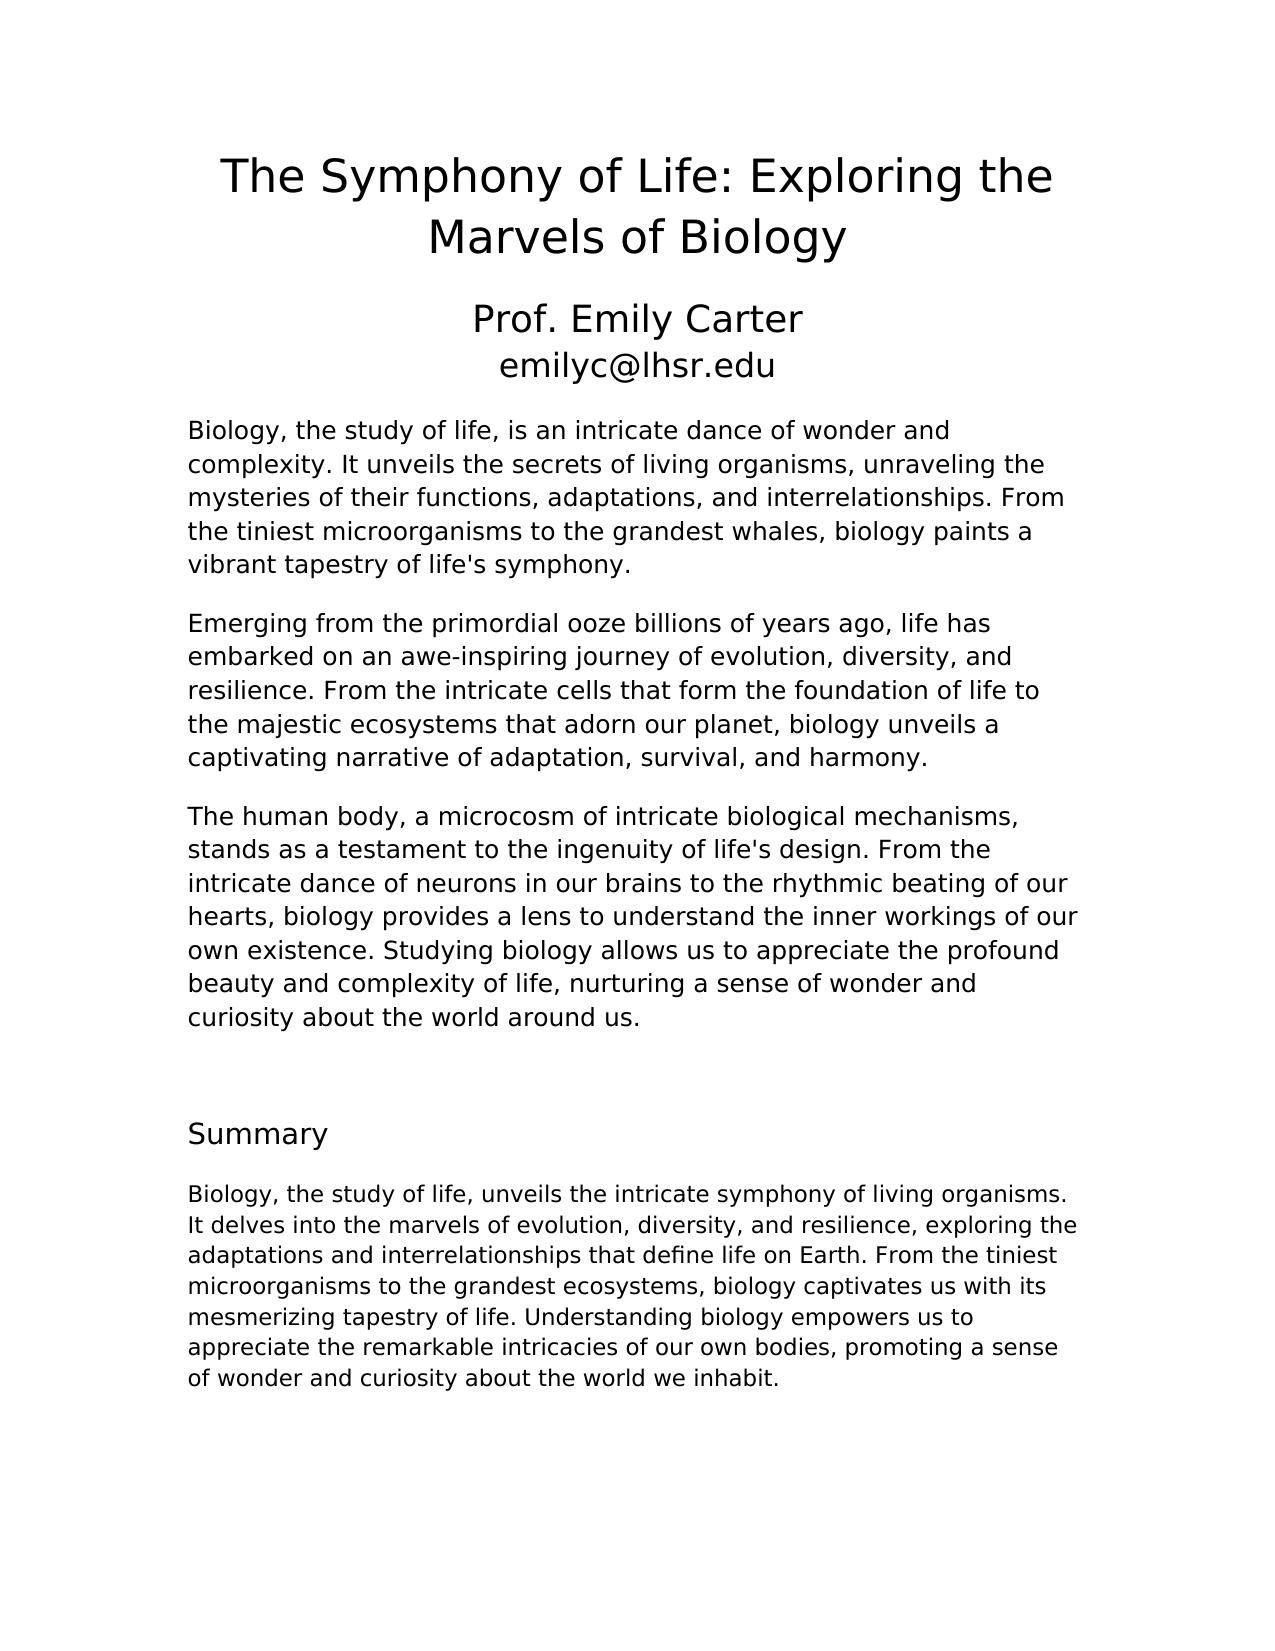 The Symphony of Life: Exploring the
Marvels of Biology
Prof. Emily Carter
emilyc@lhsr.edu
Biology, the study of life, is an intricate dance of wonder and
complexity. It unveils the secrets of living organisms, unraveling the
mysteries of their functions, adaptations, and interrelationships. From
the tiniest microorganisms to the grandest whales, biology paints a
vibrant tapestry of life's symphony.
Emerging from the primordial ooze billions of years ago, life has
embarked on an awe-inspiring journey of evolution, diversity, and
resilience. From the intricate cells that form the foundation of life to
the majestic ecosystems that adorn our planet, biology unveils a
captivating narrative of adaptation, survival, and harmony.
The human body, a microcosm of intricate biological mechanisms,
stands as a testament to the ingenuity of life's design. From the
intricate dance of neurons in our brains to the rhythmic beating of our
hearts, biology provides a lens to understand the inner workings of our
own existence. Studying biology allows us to appreciate the profound
beauty and complexity of life, nurturing a sense of wonder and
curiosity about the world around us.
Summary
Biology, the study of life, unveils the intricate symphony of living organisms.
It delves into the marvels of evolution, diversity, and resilience, exploring the
adaptations and interrelationships that define life on Earth. From the tiniest
microorganisms to the grandest ecosystems, biology captivates us with its
mesmerizing tapestry of life. Understanding biology empowers us to
appreciate the remarkable intricacies of our own bodies, promoting a sense
of wonder and curiosity about the world we inhabit.